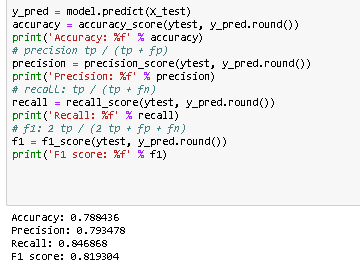 y_pred = model.predict(X_test)
accuracy = accuracy_score(ytest, y_pred.round())
print('Accuracy: %f' % accuracy)
# precision tp / (tp + fp)
precision = precision_score(ytest, y_pred.round())
print('Precision: %f' % precision)
# recall: tp / (tp + fn)
recall = recall_score(ytest, y_pred.round())
print('Recall: %f' % recall)
# f1: 2 tp / (2 tp + fp + fn)
f1 = f1_score(ytest, y_pred.round())
print('F1 score: %f' % f1)
Accuracy: 0.788436
Precision: 0.793478
Recall: 0.846868
F1 score: 0.819304